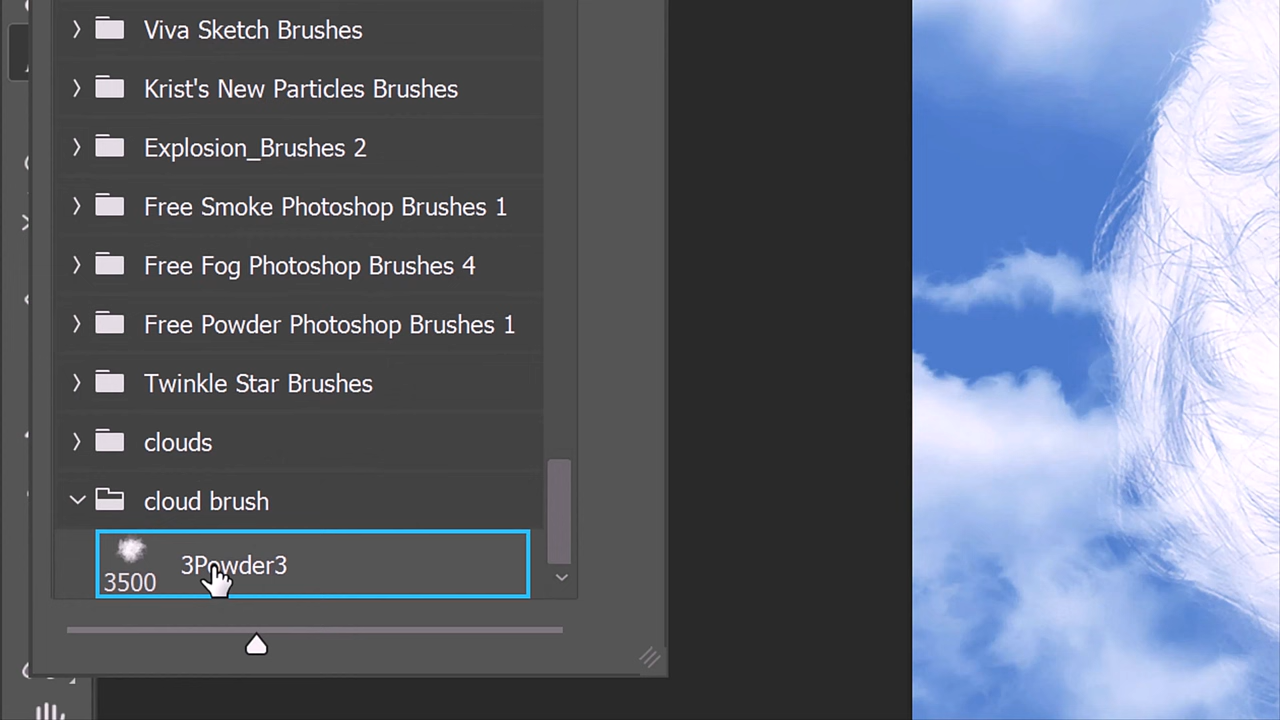 Viva Sketch Brushes
Krist's New Particles Brushes
Explosion_Brushes 2
Free Smoke Photoshop Brushes 1
Free Fog Photoshop Brushes 4
Free Powder Photoshop Brushes 1
Twinkle Star Brushes
clouds
cloud brush
3Powder3
3500